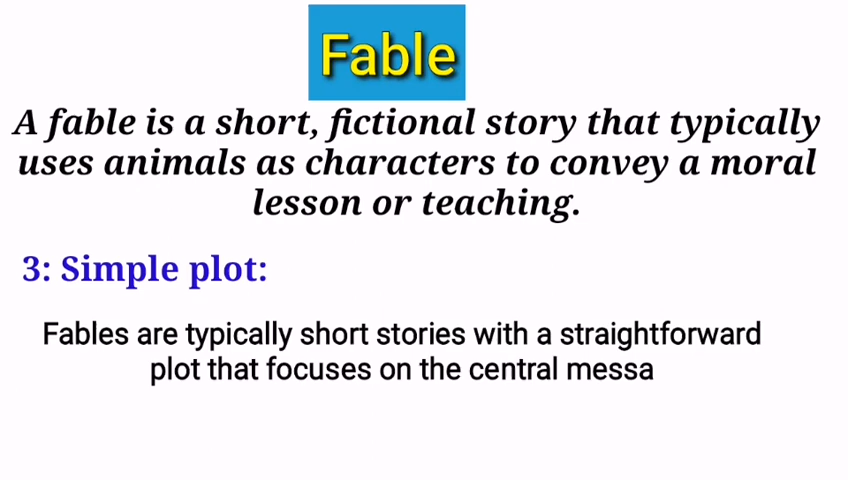 Fable
A fable is a short, fictional story that typically
uses animals as characters to convey a moral
lesson or teaching.
3: Simple plot:
Fables are typically short stories with a straightforward
plot that focuses on the central messa